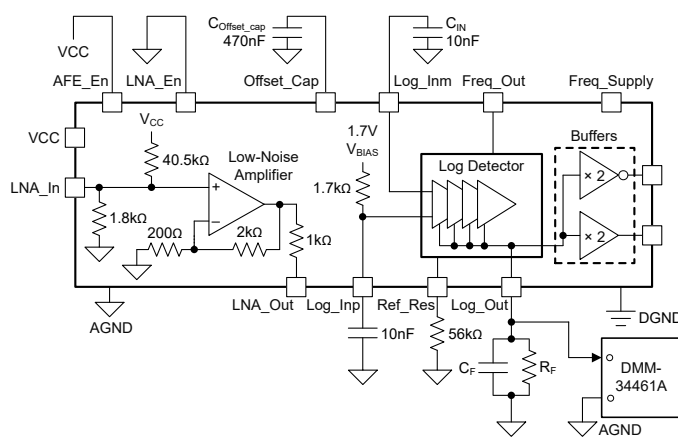 VCC
C_Offset_cap
470nF
C_IN
10nF
AFE_En
LNA_En
Offset_Cap
Log_Inm
Freq_Out
Freq_Supply
VCC
LNA_In
V_CC
40.5kΩ
1.8kΩ
Low-Noise
Amplifier
+
−
200Ω
2kΩ
1kΩ
1.7V
V_BIAS
1.7kΩ
Log Detector
Buffers
× 2
× 2
AGND
LNA_Out
Log_Inp
Ref_Res
Log_Out
DGND
10nF
56kΩ
C_F
R_F
DMM-
34461A
AGND